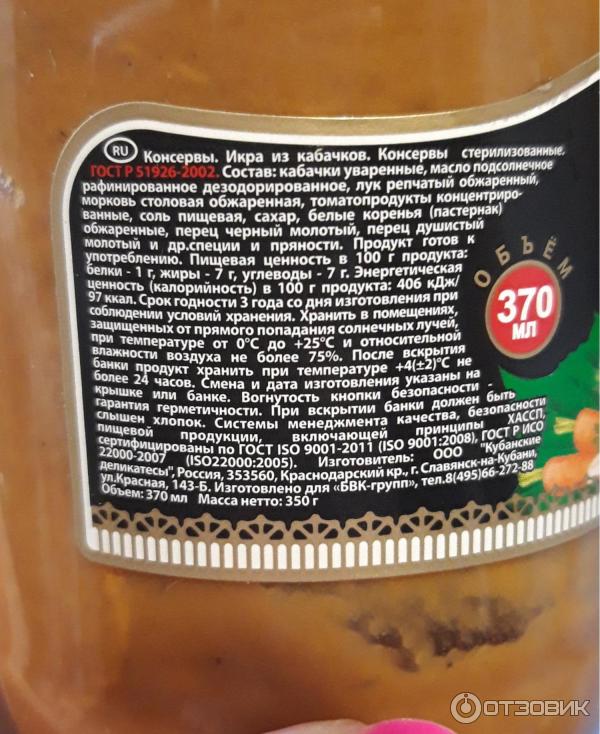 RU Консервы. Икра из кабачков. Консервы стерилизованные.
ГОСТ Р 51926-2002. Состав: кабачки уваренные, масло подсолнечное
рафинированное дезодорированное, лук репчатый обжаренный,
морковь столовая обжаренная, томатопродукты концентриро-
ванные, соль пищевая, сахар, белые коренья (пастернак)
обжаренные, перец черный молотый, перец душистый
молотый и др.специи и пряности. Продукт готов к
употреблению. Пищевая ценность в 100 г продукта:
белки - 1 г, жиры - 7 г, углеводы - 7 г. Энергетическая
ценность (калорийность) в 100 г продукта: 406 кДж/
97 ккал. Срок годности 3 года со дня изготовления при
соблюдении условий хранения. Хранить в помещениях,
защищенных от прямого попадания солнечных лучей,
при температуре от 0°C до +25°C и относительной
влажности воздуха не более 75%. После вскрытия
банки продукт хранить при температуре +4(±2)°C не
более 24 часов. Смена и дата изготовления указаны на
крышке или банке. Вогнутость кнопки безопасности -
гарантия герметичности. При вскрытии банки должен быть
слышен хлопок. Системы менеджмента качества, безопасности
пищевой продукции, включающей принципы ХАССП,
сертифицированы по ГОСТ ISO 9001-2011 (ISO 9001:2008), ГОСТ Р ИСО
22000-2007 (ISO22000:2005). Изготовитель: ООО "Кубанские
деликатесы", Россия, 353560, Краснодарский кр., г. Славянск-на-Кубани,
ул.Красная, 143-Б. Изготовлено для «БВК-групп», тел.8(495)66-272-88
Объем: 370 мл Масса нетто: 350 г
ОБЪЁМ
370
МЛ
ОТЗОВИК